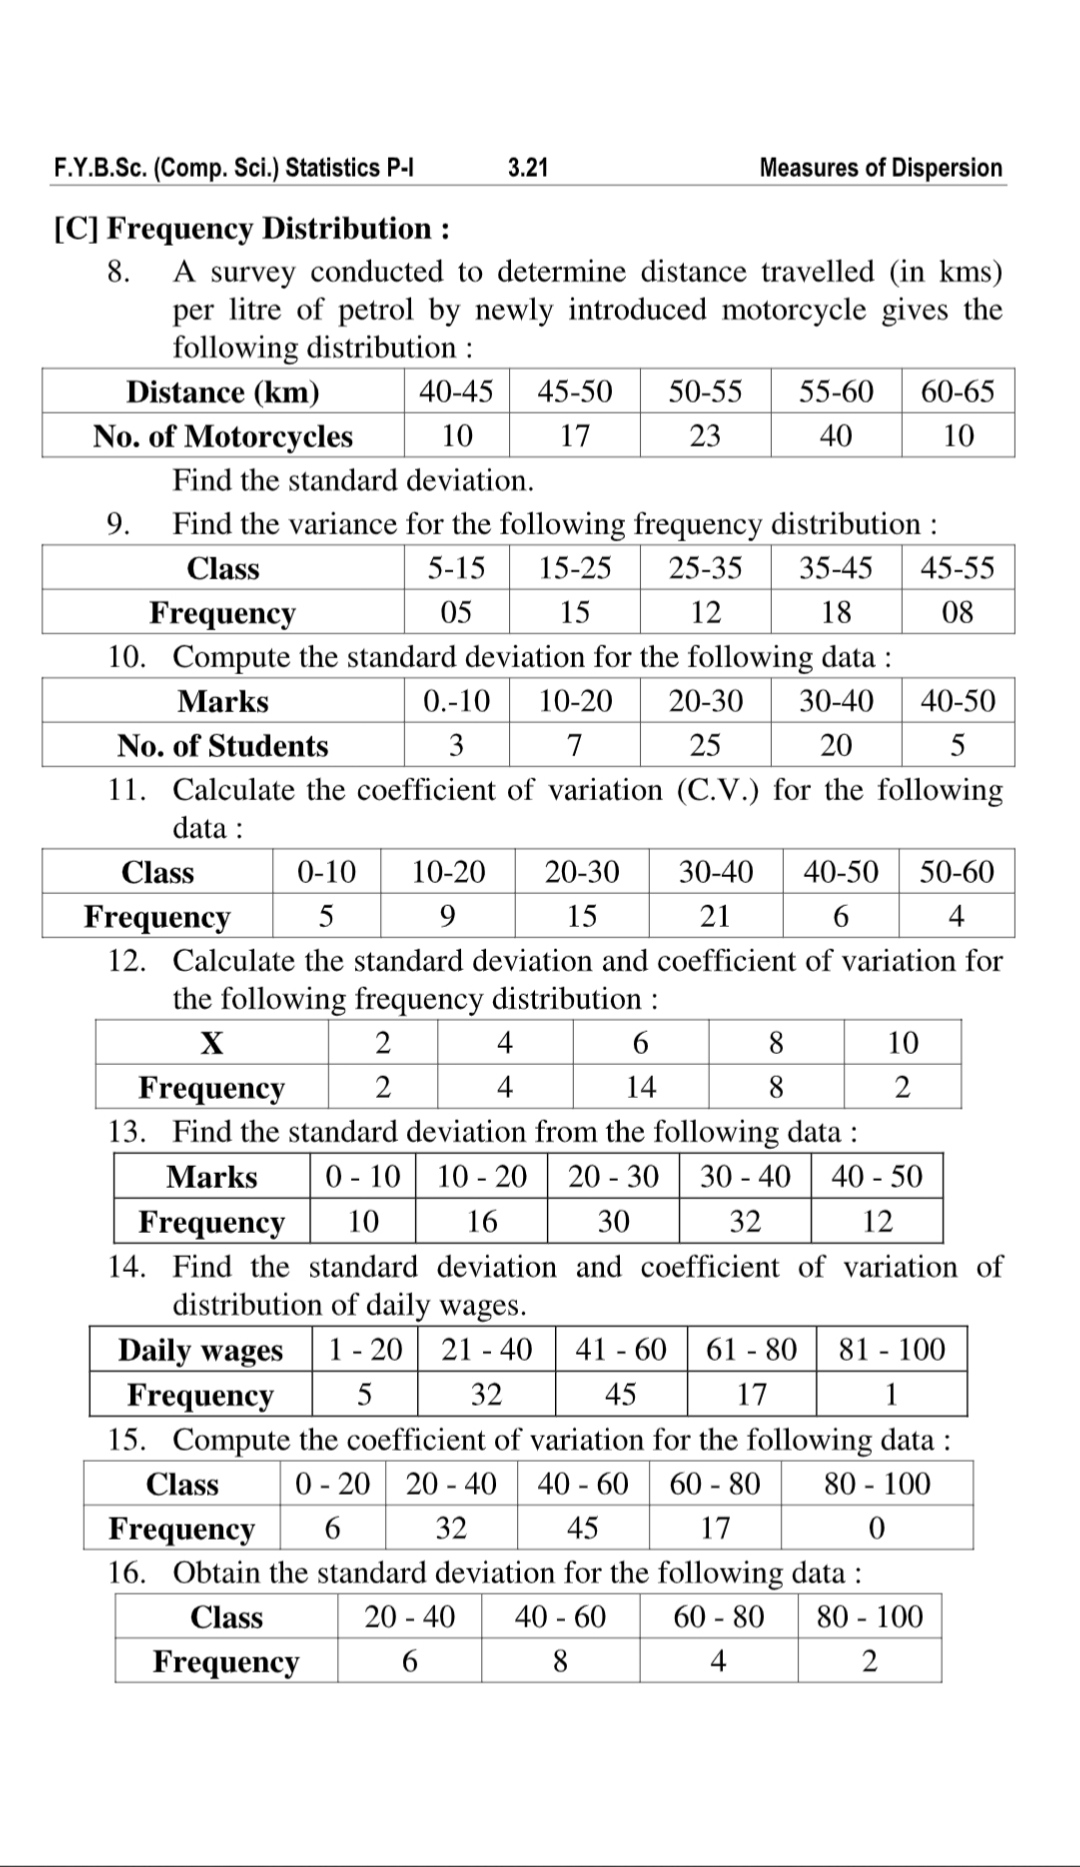 F.Y.B.Sc. (Comp. Sci.) Statistics P-I 3.21 Measures of Dispersion
[C] Frequency Distribution :
8. A survey conducted to determine distance travelled (in kms)
per litre of petrol by newly introduced motorcycle gives the
following distribution :
Distance (km) 40-45 45-50 50-55 55-60 60-65
No. of Motorcycles 10 17 23 40 10
Find the standard deviation.
9. Find the variance for the following frequency distribution :
Class 5-15 15-25 25-35 35-45 45-55
Frequency 05 15 12 18 08
10. Compute the standard deviation for the following data :
Marks 0.-10 10-20 20-30 30-40 40-50
No. of Students 3 7 25 20 5
11. Calculate the coefficient of variation (C.V.) for the following
data :
Class 0-10 10-20 20-30 30-40 40-50 50-60
Frequency 5 9 15 21 6 4
12. Calculate the standard deviation and coefficient of variation for
the following frequency distribution :
X 2 4 6 8 10
Frequency 2 4 14 8 2
13. Find the standard deviation from the following data :
Marks 0 - 10 10 - 20 20 - 30 30 - 40 40 - 50
Frequency 10 16 30 32 12
14. Find the standard deviation and coefficient of variation of
distribution of daily wages.
Daily wages 1 - 20 21 - 40 41 - 60 61 - 80 81 - 100
Frequency 5 32 45 17 1
15. Compute the coefficient of variation for the following data :
Class 0 - 20 20 - 40 40 - 60 60 - 80 80 - 100
Frequency 6 32 45 17 0
16. Obtain the standard deviation for the following data :
Class 20 - 40 40 - 60 60 - 80 80 - 100
Frequency 6 8 4 2